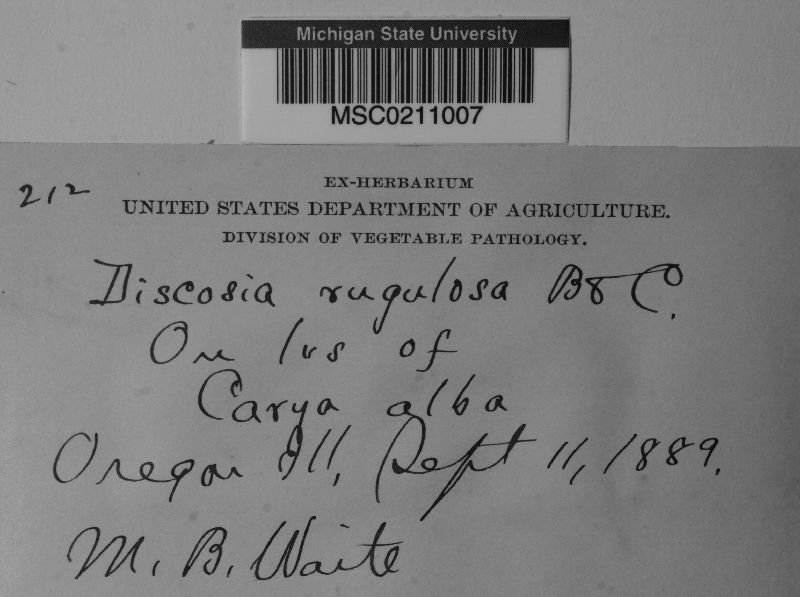 Michigan State University
MSC0211007
212
EX-HERBARIUM
UNITED STATES DEPARTMENT OF AGRICULTURE.
DIVISION OF VEGETABLE PATHOLOGY.
Discosia rugulosa B & C.
On lvs of
Carya alba
Oregon Ill, Sept 11, 1889.
M. B. Waite